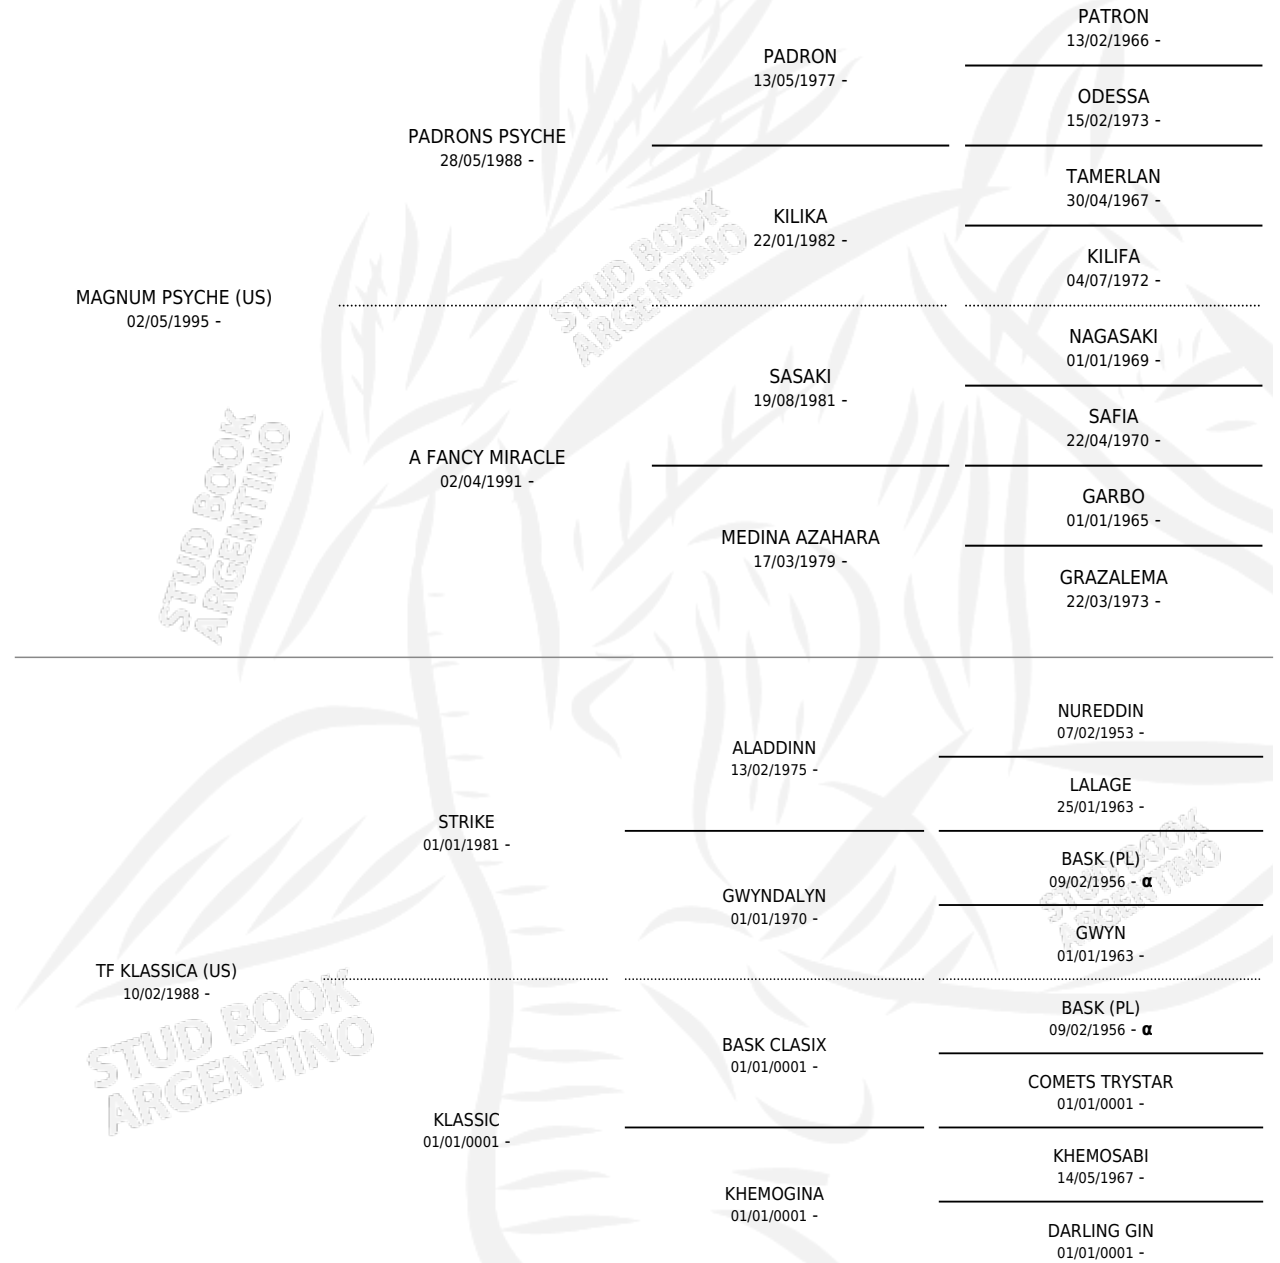 PATRON
13/02/1966 -
PADRON
13/05/1977 -
ODESSA
15/02/1973 -
PADRONS PSYCHE
28/05/1988 -
TAMERLAN
30/04/1967 -
KILIKA
22/01/1982 -
KILIFA
04/07/1972 -
MAGNUM PSYCHE (US)
02/05/1995 -
NAGASAKI
01/01/1969 -
SASAKI
19/08/1981 -
SAFIA
22/04/1970 -
A FANCY MIRACLE
02/04/1991 -
GARBO
01/01/1965 -
MEDINA AZAHARA
17/03/1979 -
GRAZALEMA
22/03/1973 -
NUREDDIN
07/02/1953 -
ALADDINN
13/02/1975 -
LALAGE
25/01/1963 -
STRIKE
01/01/1981 -
BASK (PL)
09/02/1956 - α
GWYNDALYN
01/01/1970 -
GWYN
01/01/1963 -
TF KLASSICA (US)
10/02/1988 -
BASK (PL)
09/02/1956 - α
BASK CLASIX
01/01/0001 -
COMETS TRYSTAR
01/01/0001 -
KLASSIC
01/01/0001 -
KHEMOSABI
14/05/1967 -
KHEMOGINA
01/01/0001 -
DARLING GIN
01/01/0001 -
STUD BOOK
ARGENTINO
STUD BOOK
ARGENTINO
STUD BOOK
ARGENTINO
STUD BOOK
ARGENTINO